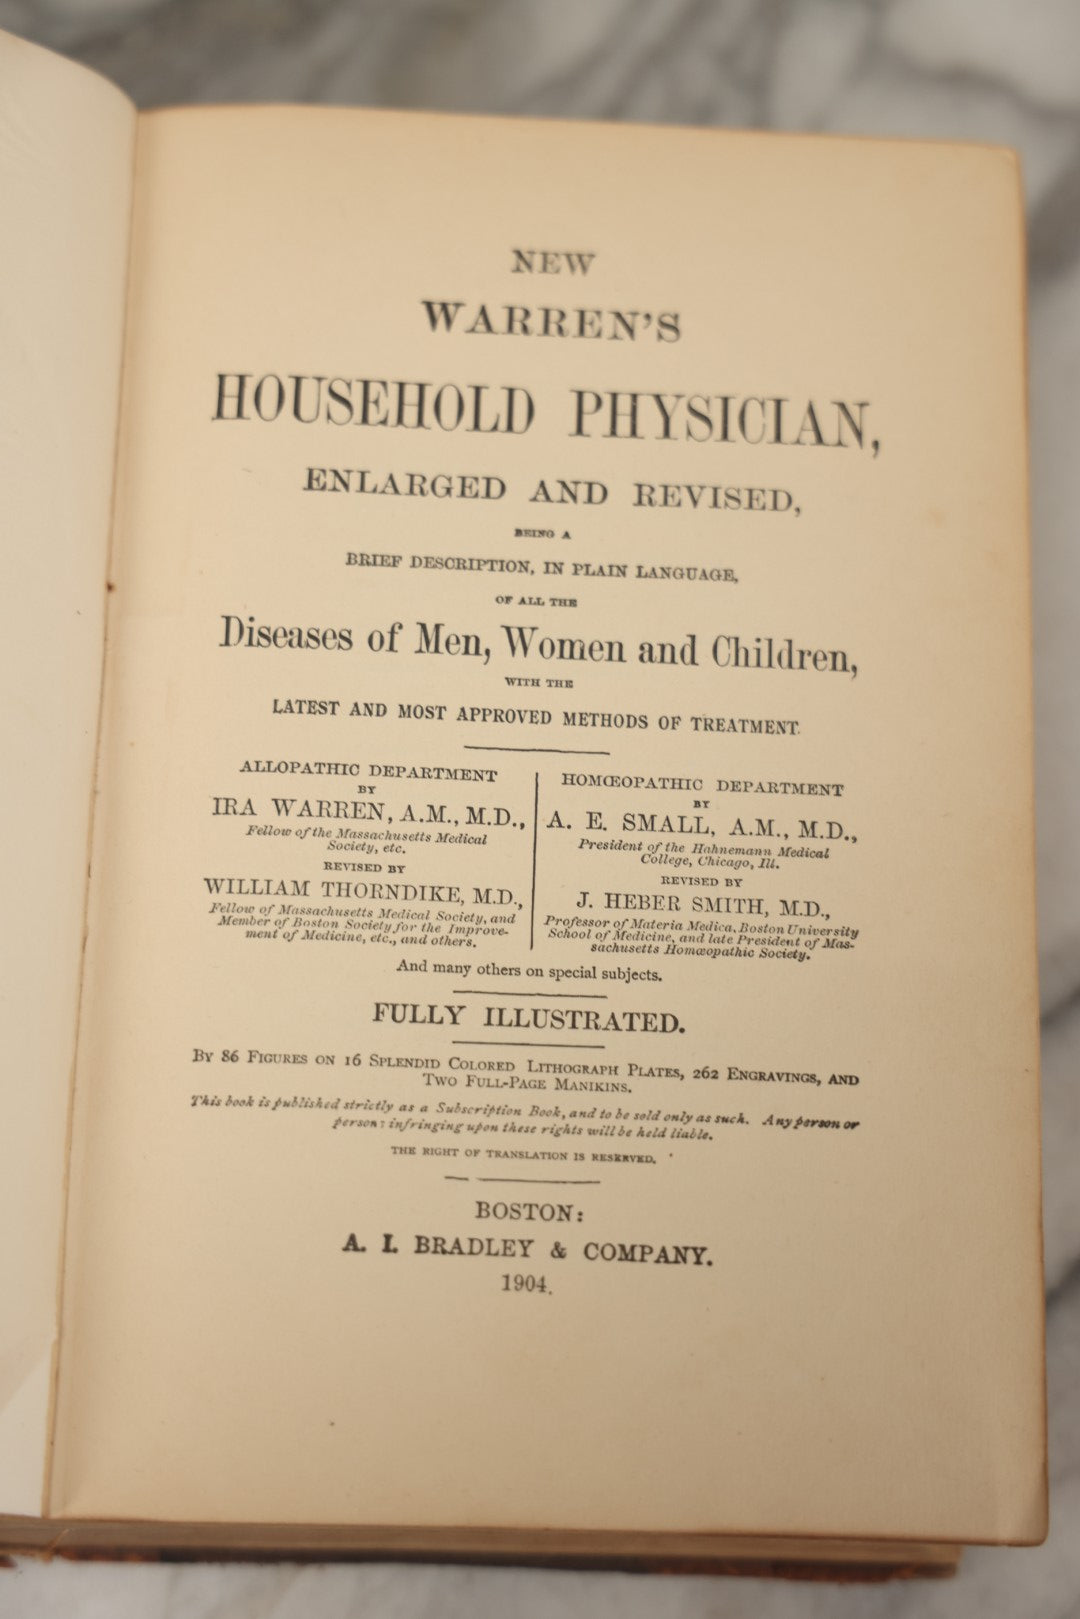 NEW
WARREN'S
HOUSEHOLD PHYSICIAN,
ENLARGED AND REVISED,
BEING A
BRIEF DESCRIPTION, IN PLAIN LANGUAGE,
OF ALL THE
Diseases of Men, Women and Children,
WITH THE
LATEST AND MOST APPROVED METHODS OF TREATMENT.
ALLOPATHIC DEPARTMENT
BY
IRA WARREN, A.M., M.D.,
Fellow of the Massachusetts Medical
Society, etc.
REVISED BY
WILLIAM THORNDIKE, M.D.,
Fellow of Massachusetts Medical Society, and
Member of Boston Society for the Improve-
ment of Medicine, etc., and others.
HOMŒOPATHIC DEPARTMENT
BY
A. E. SMALL, A.M., M.D.,
President of the Hahnemann Medical
College, Chicago, Ill.
REVISED BY
J. HEBER SMITH, M.D.,
Professor of Materia Medica, Boston University
School of Medicine, and late President of Mas-
sachusetts Homœopathic Society.
And many others on special subjects.
FULLY ILLUSTRATED.
BY 86 FIGURES ON 16 SPLENDID COLORED LITHOGRAPH PLATES, 262 ENGRAVINGS, AND
TWO FULL-PAGE MANIKINS.
This book is published strictly as a Subscription Book, and to be sold only as such. Any person or
persons infringing upon these rights will be held liable.
THE RIGHT OF TRANSLATION IS RESERVED.
BOSTON:
A. I. BRADLEY & COMPANY.
1904.